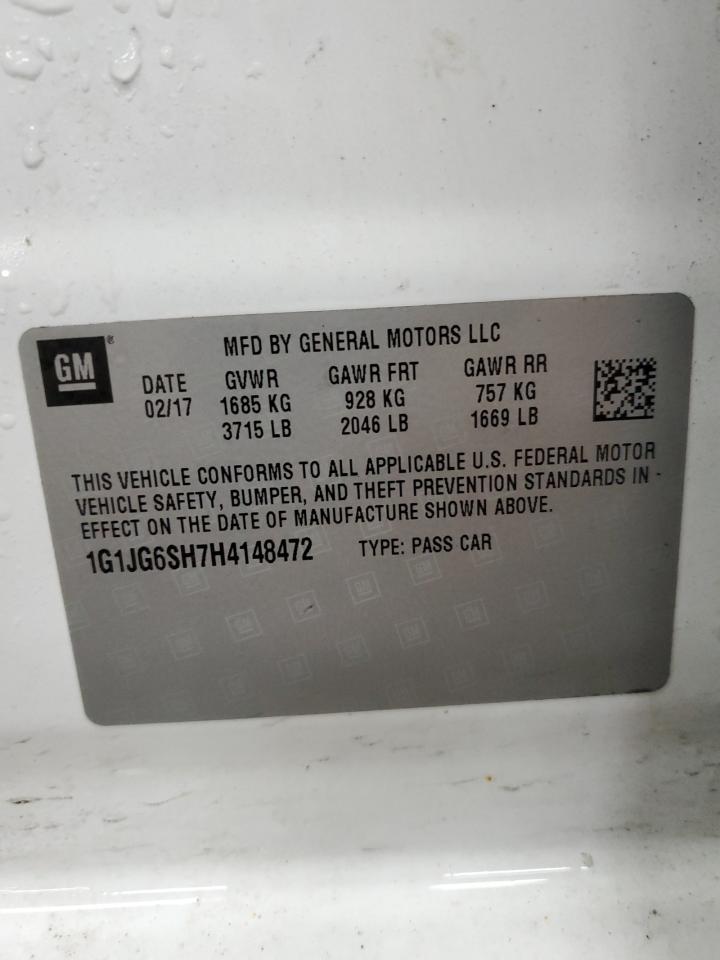 GM®
MFD BY GENERAL MOTORS LLC
DATE GVWR GAWR FRT GAWR RR
02/17 1685 KG 928 KG 757 KG
3715 LB 2046 LB 1669 LB
THIS VEHICLE CONFORMS TO ALL APPLICABLE U.S. FEDERAL MOTOR
VEHICLE SAFETY, BUMPER, AND THEFT PREVENTION STANDARDS IN -
EFFECT ON THE DATE OF MANUFACTURE SHOWN ABOVE.
1G1JG6SH7H4148472 TYPE: PASS CAR